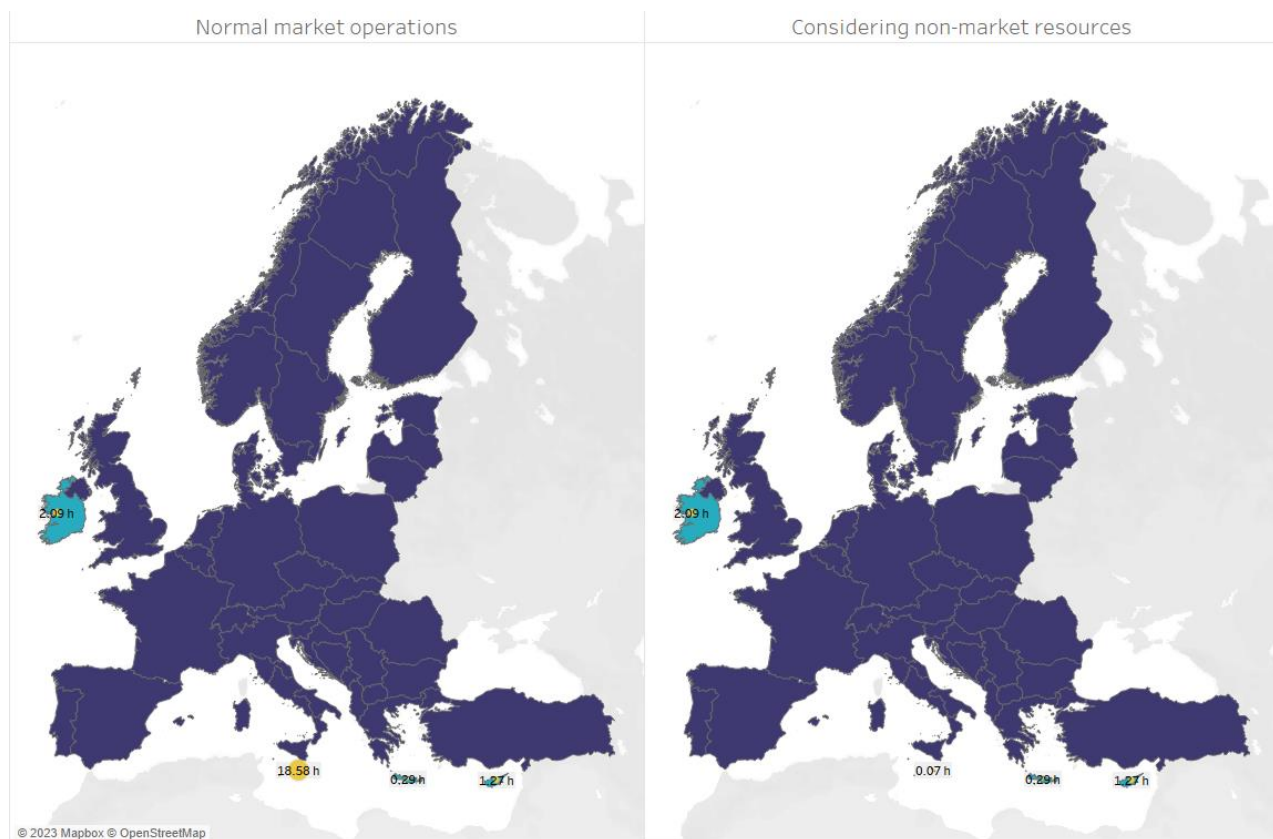 Normal market operations
Considering non-market resources
2.09 h
2.09 h
18.58 h
0.29 h
1.27 h
0.07 h
0.29 h
1.27 h
© 2023 Mapbox © OpenStreetMap